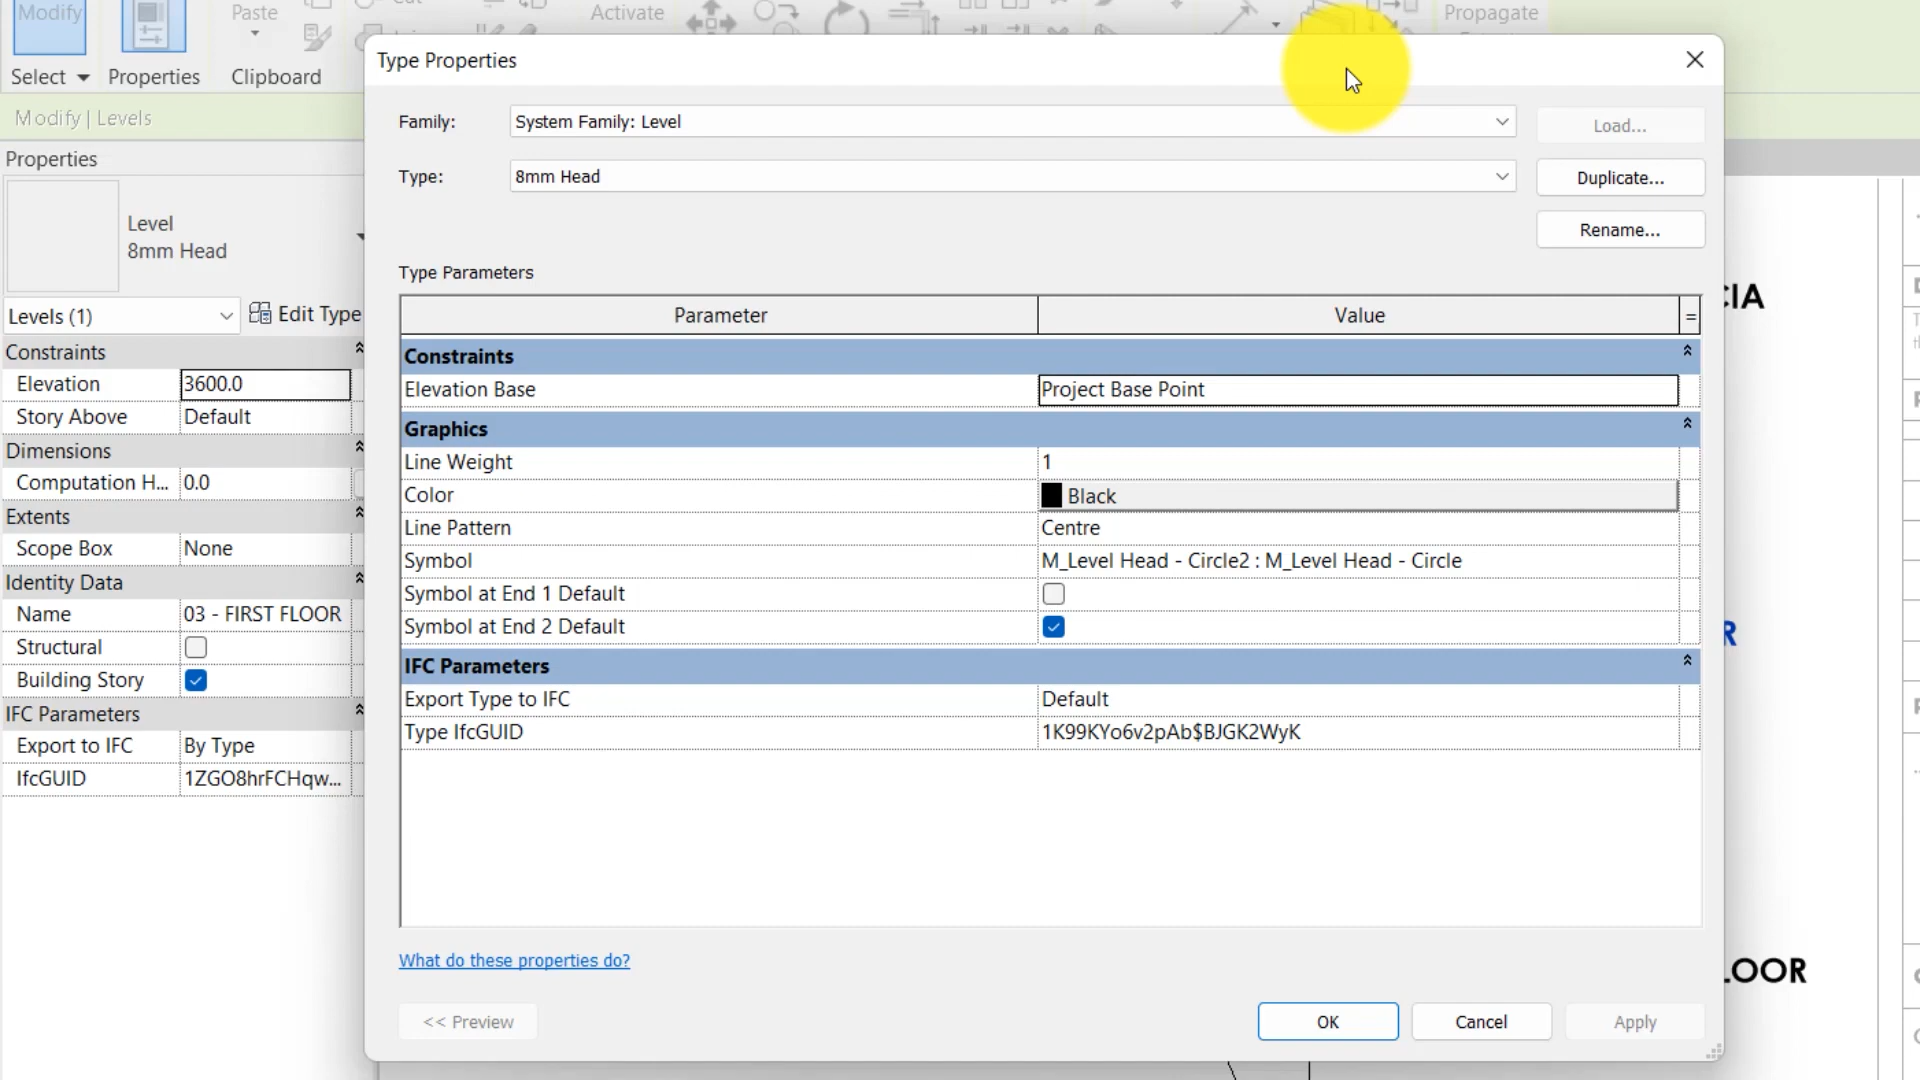 Modify
Paste
Activate
Propagate
Select
Properties
Clipboard
Modify | Levels
Properties
Level
8mm Head
Levels (1)
Edit Type
Constraints
Elevation 3600.0
Story Above Default
Dimensions
Computation H... 0.0
Extents
Scope Box None
Identity Data
Name 03 - FIRST FLOOR
Structural
Building Story
IFC Parameters
Export to IFC By Type
IfcGUID 1ZGO8hrFCHqw...
Type Properties
Family: System Family: Level Load...
Type: 8mm Head Duplicate...
Rename...
Type Parameters
Parameter Value =
Constraints
Elevation Base Project Base Point
Graphics
Line Weight 1
Color Black
Line Pattern Centre
Symbol M_Level Head - Circle2 : M_Level Head - Circle
Symbol at End 1 Default
Symbol at End 2 Default
IFC Parameters
Export Type to IFC Default
Type IfcGUID 1K99KYo6v2pAb$BJGK2WyK
What do these properties do?
<< Preview OK Cancel Apply
CIA
R
LOOR